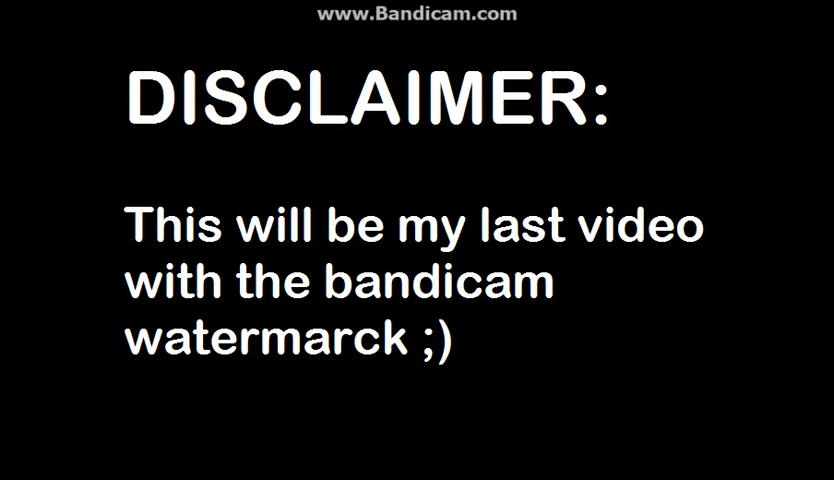 www.Bandicam.com
DISCLAIMER:
This will be my last video
with the bandicam
watermarck ;)